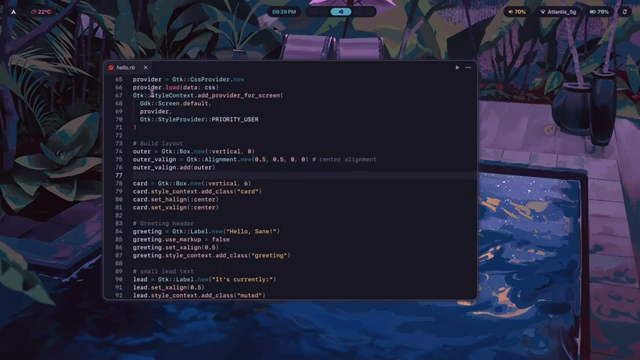 22°C
09:39 PM
70%
Atlantis_5g
79%
hello.rb
65 provider = Gtk::CssProvider.new
66 provider.load(data: css)
67 Gtk::StyleContext.add_provider_for_screen(
68 Gdk::Screen.default,
69 provider,
70 Gtk::StyleProvider::PRIORITY_USER
71 )
72
73 # Build layout
74 outer = Gtk::Box.new(:vertical, 0)
75 outer_valign = Gtk::Alignment.new(0.5, 0.5, 0, 0) # center alignment
76 outer_valign.add(outer)
77
78 card = Gtk::Box.new(:vertical, 6)
79 card.style_context.add_class("card")
80 card.set_halign(:center)
81 card.set_valign(:center)
82
83 # Greeting header
84 greeting = Gtk::Label.new("Hello, Sane!")
85 greeting.use_markup = false
86 greeting.set_xalign(0.5)
87 greeting.style_context.add_class("greeting")
88
89 # small lead text
90 lead = Gtk::Label.new("It's currently:")
91 lead.set_xalign(0.5)
92 lead.style_context.add_class("muted")